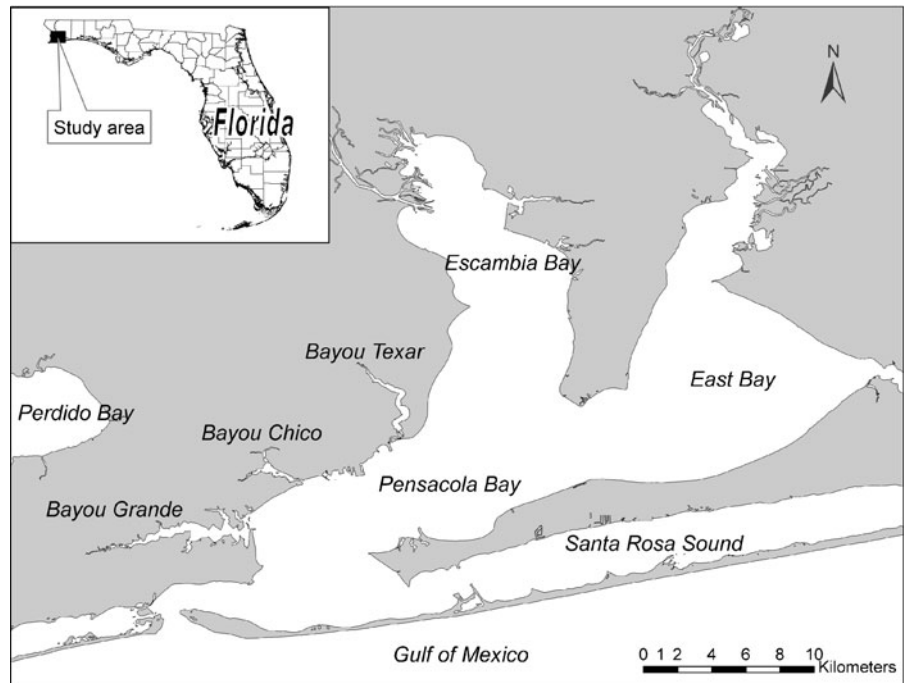 Florida
Study area
N
Escambia Bay
Bayou Texar
East Bay
Perdido Bay
Bayou Chico
Pensacola Bay
Bayou Grande
Santa Rosa Sound
Gulf of Mexico
0 1 2 4 6 8 10
Kilometers